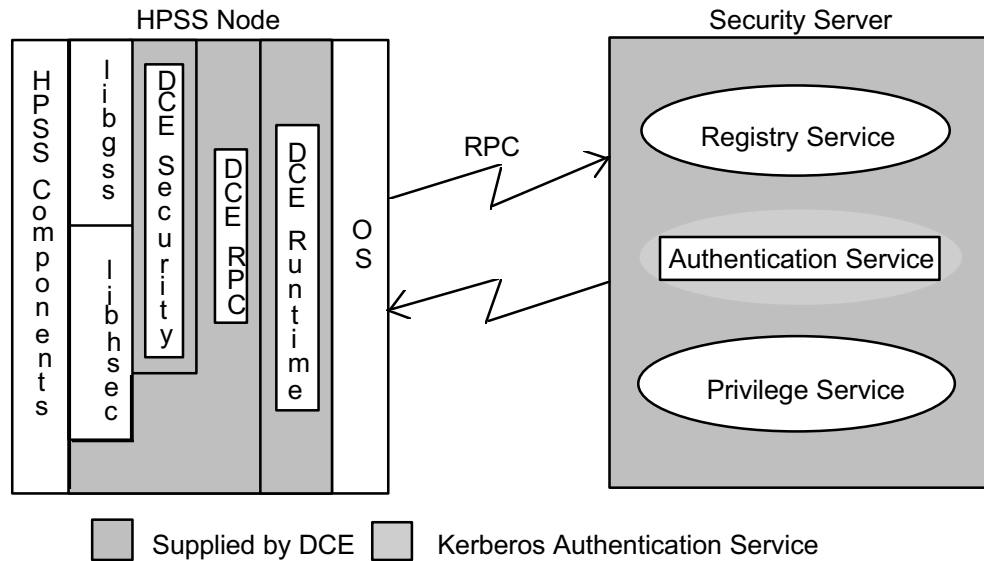 HPSS Node
Security Server
HPSS Components
libgss
libhsec
DCE Security
DCE RPC
DCE Runtime
OS
RPC
Registry Service
Authentication Service
Privilege Service
Supplied by DCE
Kerberos Authentication Service